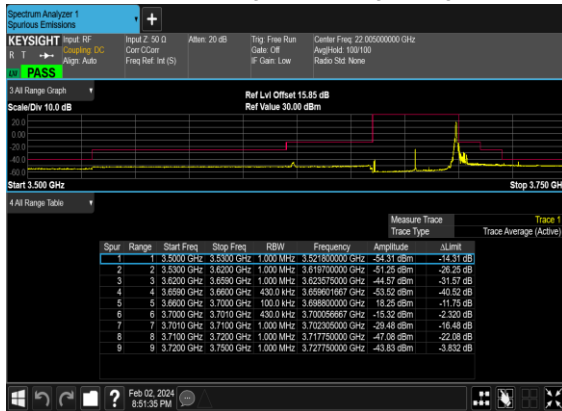 Spectrum Analyzer 1
Spurious Emissions
+
KEYSIGHT Input: RF Input Z: 50 Ω Atten: 20 dB Trig: Free Run Center Freq: 22.005000000 GHz
R T Coupling: DC Corr CCorr Gate: Off Avg|Hold: 100/100
Align: Auto Freq Ref: Int (S) IF Gain: Low Radio Std: None
LM PASS
3 All Range Graph
Ref Lvl Offset 15.85 dB
Scale/Div 10.0 dB Ref Value 30.00 dBm
20.0
0.00
-20.0
-40.0
-60.0
Start 3.500 GHz Stop 3.750 GH
4 All Range Table
Measure Trace Trace 1
Trace Type Trace Average (Active)
Spur Range Start Freq Stop Freq RBW Frequency Amplitude ΔLimit
1 1 3.5000 GHz 3.5300 GHz 1.000 MHz 3.521800000 GHz -54.31 dBm -14.31 dB
2 2 3.5300 GHz 3.6200 GHz 1.000 MHz 3.619700000 GHz -51.25 dBm -26.25 dB
3 3 3.6200 GHz 3.6590 GHz 1.000 MHz 3.623575000 GHz -44.57 dBm -31.57 dB
4 4 3.6590 GHz 3.6600 GHz 430.0 kHz 3.659601667 GHz -53.52 dBm -40.52 dB
5 5 3.6600 GHz 3.7000 GHz 100.0 kHz 3.698800000 GHz 18.25 dBm -11.75 dB
6 6 3.7000 GHz 3.7010 GHz 430.0 kHz 3.700056667 GHz -15.32 dBm -2.320 dB
7 7 3.7010 GHz 3.7100 GHz 1.000 MHz 3.702305000 GHz -29.48 dBm -16.48 dB
8 8 3.7100 GHz 3.7200 GHz 1.000 MHz 3.717750000 GHz -47.08 dBm -22.08 dB
9 9 3.7200 GHz 3.7500 GHz 1.000 MHz 3.727750000 GHz -43.83 dBm -3.832 dB
? Feb 02, 2024
8:51:35 PM